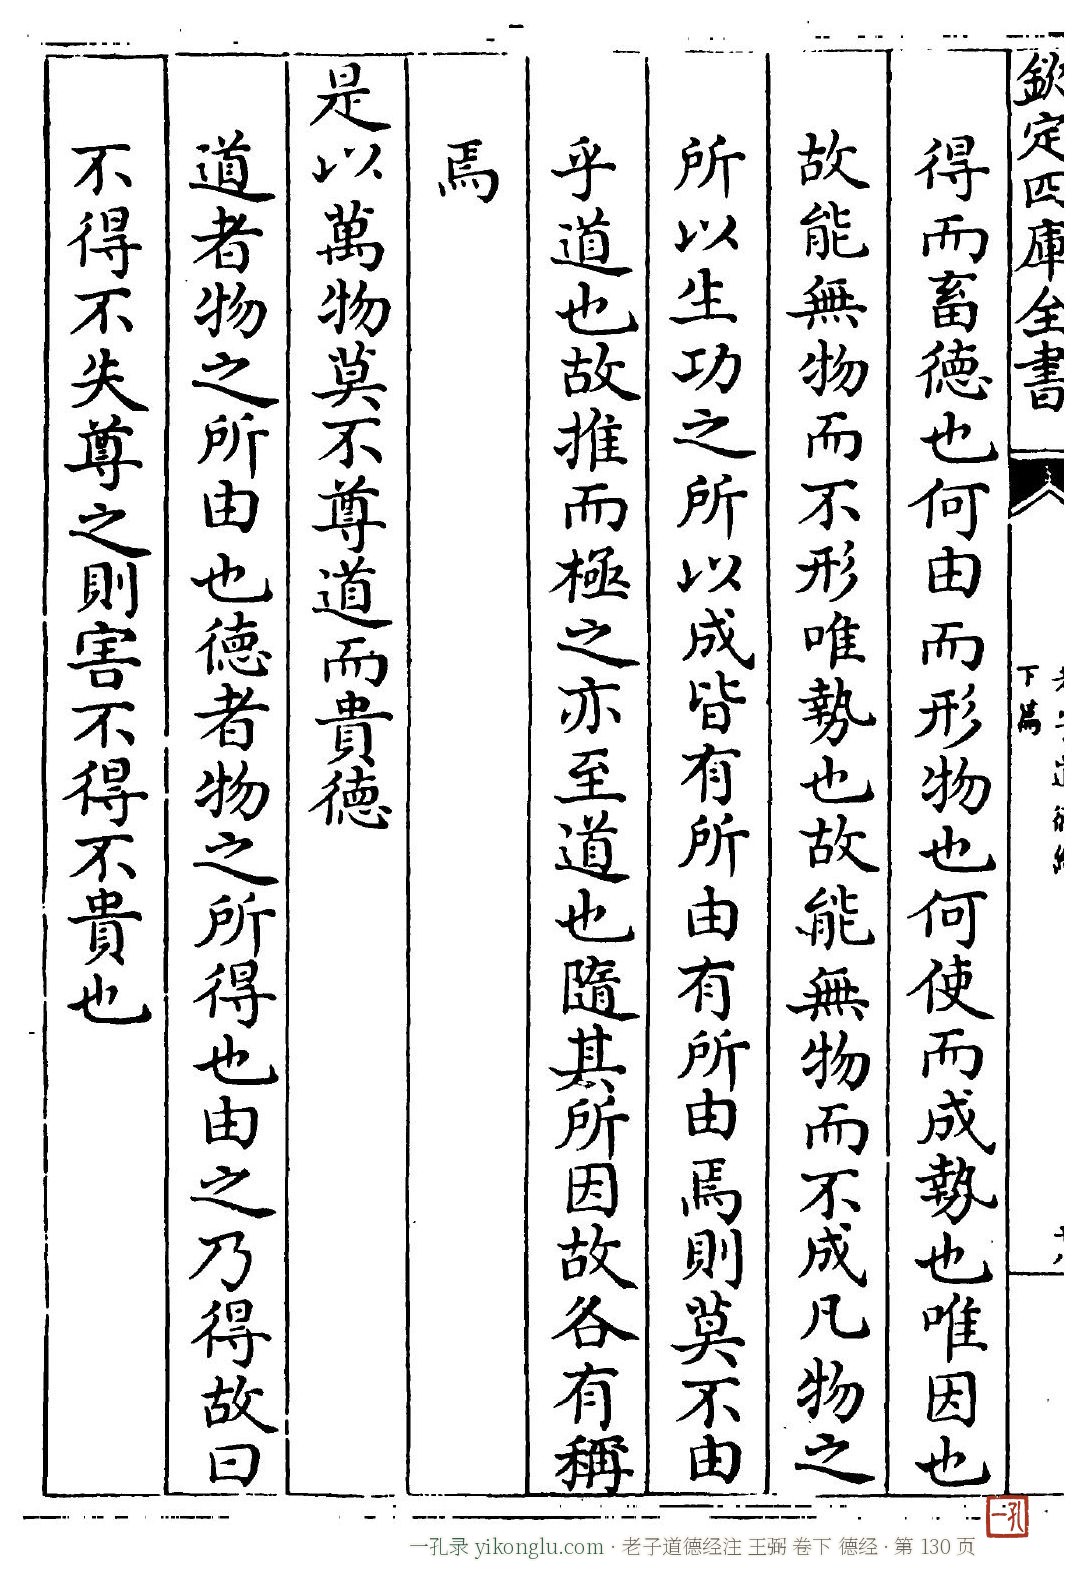 欽定四庫全書
下篇
得而畜德也何由而形物也何使而成勢也唯因也
故能無物而不形唯勢也故能無物而不成凡物之
所以生功之所以成皆有所由有所由焉則莫不由
乎道也故推而極之亦至道也隨其所因故各有稱
焉
是以萬物莫不尊道而貴德
道者物之所由也德者物之所得也由之乃得故曰
不得不失尊之則害不得不貴也
一孔
一孔录 yikonglu.com · 老子道德经注 王弼 卷下 德经 · 第 130 页